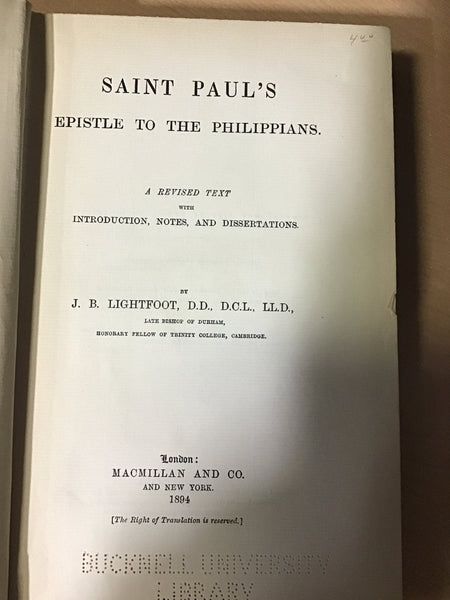 SAINT PAUL'S
EPISTLE TO THE PHILIPPIANS.
A REVISED TEXT
WITH
INTRODUCTION, NOTES, AND DISSERTATIONS.
BY
J. B. LIGHTFOOT, D.D., D.C.L., LL.D.,
LATE BISHOP OF DURHAM,
HONORARY FELLOW OF TRINITY COLLEGE, CAMBRIDGE.
London:
MACMILLAN AND CO.
AND NEW YORK.
1894
[The Right of Translation is reserved.]
BUCKNELL UNIVERSITY
LIBRARY